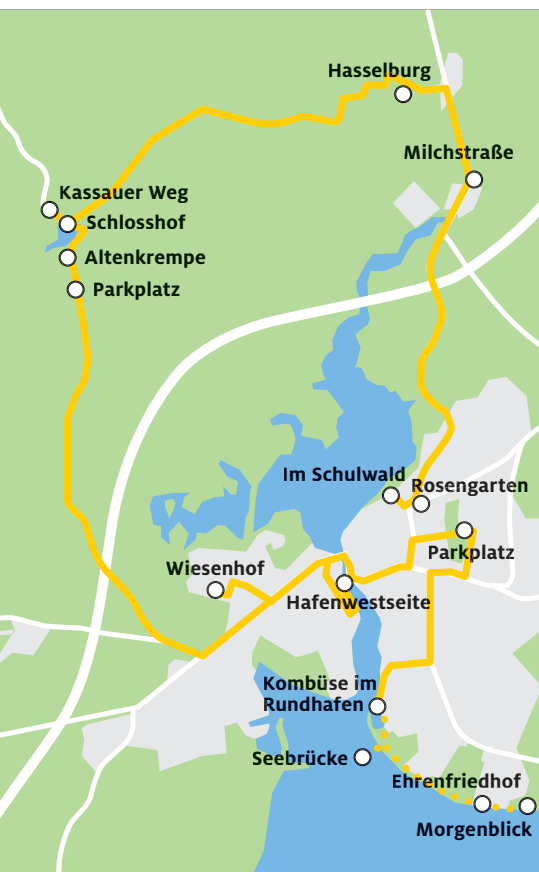 Hasselburg
Milchstraße
Kassauer Weg
Schlosshof
Altenkrempe
Parkplatz
Im Schulwald
Rosengarten
Parkplatz
Wiesenhof
Hafenwestseite
Kombüse im
Rundhafen
Seebrücke
Ehrenfriedhof
Morgenblick